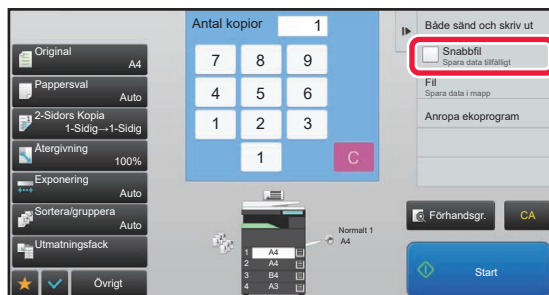 Antal kopior
1
Original
A4
Pappersval
Auto
2-Sidors Kopia
1-Sidig→1-Sidig
Återgivning
100%
Exponering
Auto
Sortera/gruppera
Auto
Utmatningsfack
Övrigt
7 8 9
4 5 6
1 2 3
1 C
Normalt 1
A4
1 A4
2 A4
3 B4
4 A3
Både sänd och skriv ut
Snabbfil
Spara data tillfälligt
Fil
Spara data i mapp
Anropa ekoprogram
Förhandsgr.
CA
Start